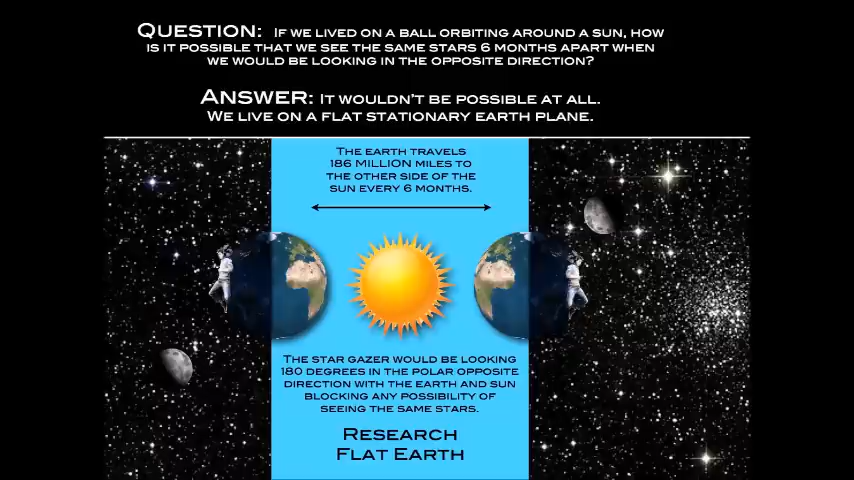 QUESTION: IF WE LIVED ON A BALL ORBITING AROUND A SUN, HOW
IS IT POSSIBLE THAT WE SEE THE SAME STARS 6 MONTHS APART WHEN
WE WOULD BE LOOKING IN THE OPPOSITE DIRECTION?
ANSWER: IT WOULDN'T BE POSSIBLE AT ALL.
WE LIVE ON A FLAT STATIONARY EARTH PLANE.
THE EARTH TRAVELS
186 MILLION MILES TO
THE OTHER SIDE OF THE
SUN EVERY 6 MONTHS.
THE STAR GAZER WOULD BE LOOKING
180 DEGREES IN THE POLAR OPPOSITE
DIRECTION WITH THE EARTH AND SUN
BLOCKING ANY POSSIBILITY OF
SEEING THE SAME STARS.
RESEARCH
FLAT EARTH